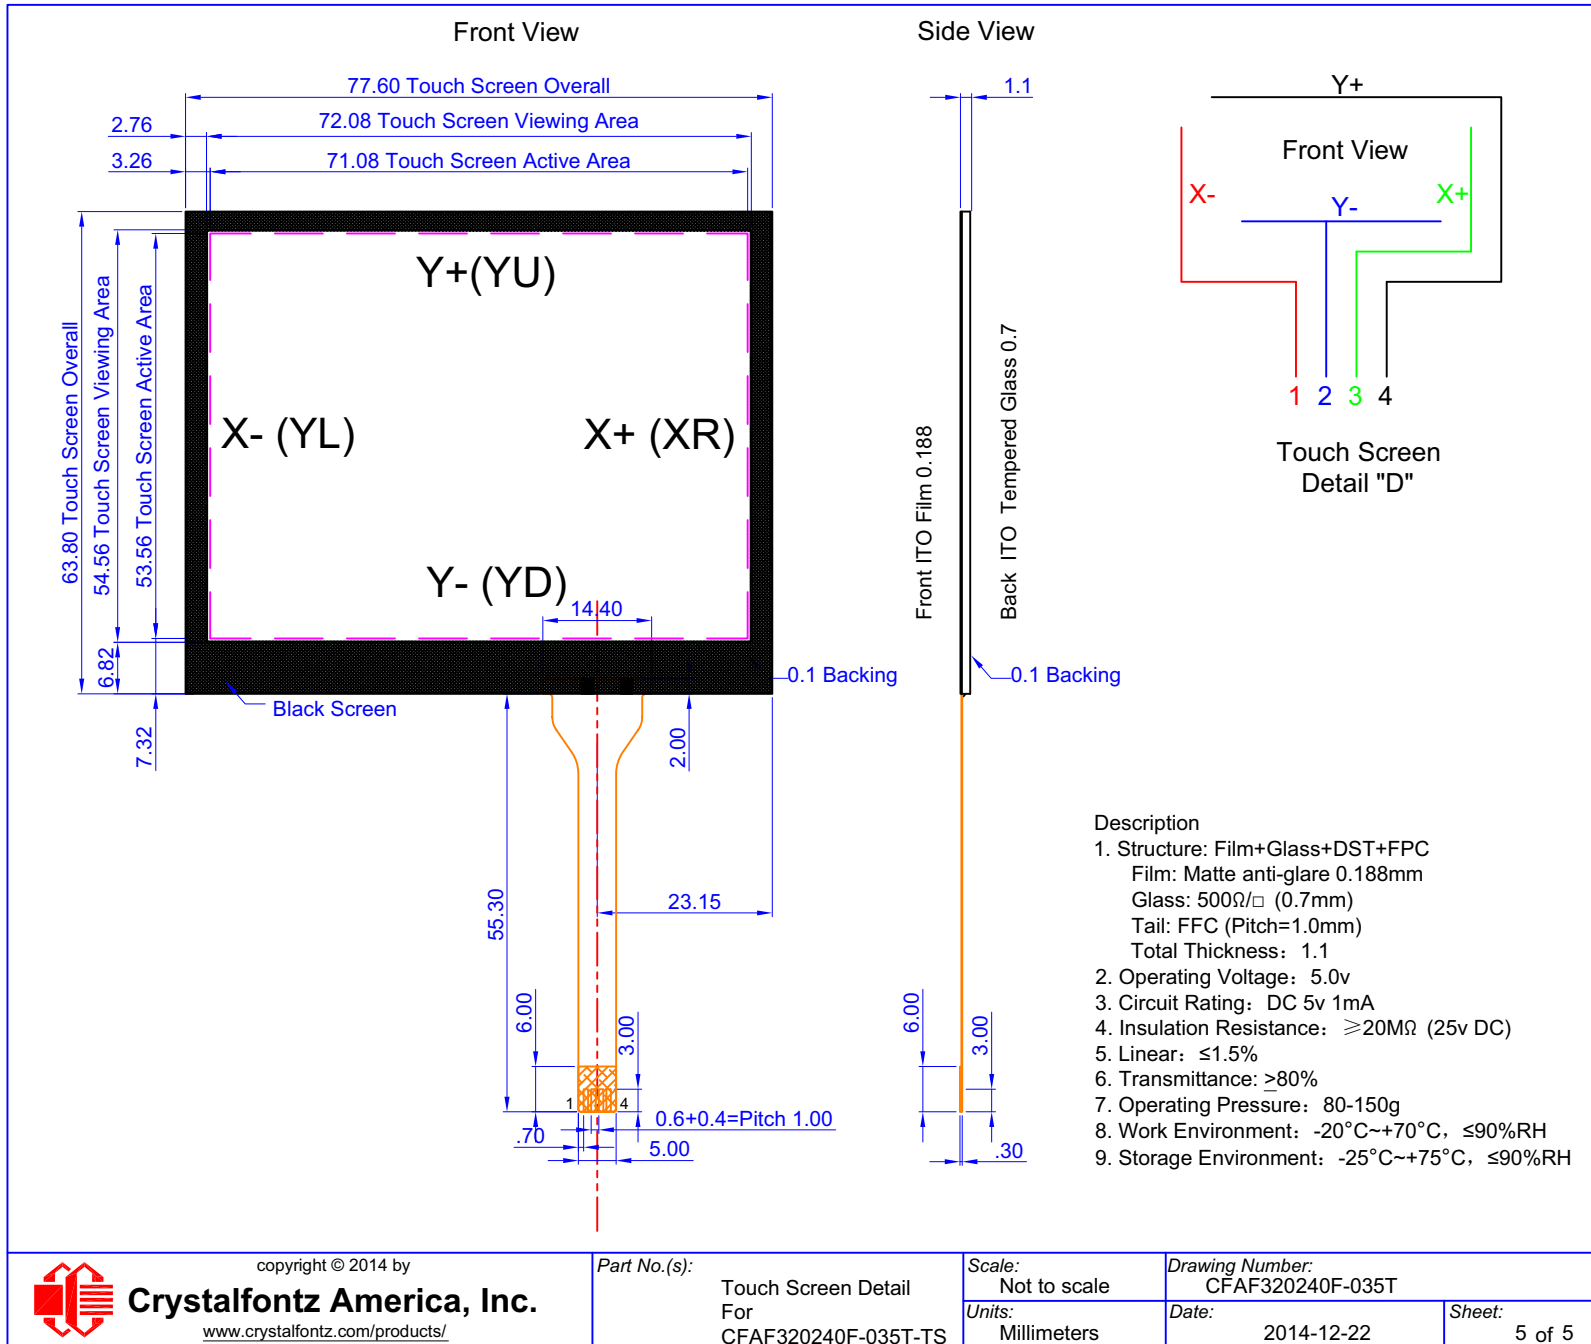 Front View
Side View
77.60 Touch Screen Overall
1.1
Y+
2.76
72.08 Touch Screen Viewing Area
3.26
71.08 Touch Screen Active Area
Front View
X-
X+
Y-
Y+(YU)
63.80 Touch Screen Overall
54.56 Touch Screen Viewing Area
53.56 Touch Screen Active Area
X- (YL)
X+ (XR)
Front ITO Film 0.188
Back ITO Tempered Glass 0.7
1 2 3 4
Touch Screen
Detail "D"
Y- (YD)
14.40
6.82
0.1 Backing
0.1 Backing
Black Screen
7.32
2.00
55.30
23.15
6.00
3.00
6.00
3.00
1
4
0.6+0.4=Pitch 1.00
.70
5.00
.30
Description
1. Structure: Film+Glass+DST+FPC
Film: Matte anti-glare 0.188mm
Glass: 500Ω/□ (0.7mm)
Tail: FFC (Pitch=1.0mm)
Total Thickness：1.1
2. Operating Voltage：5.0v
3. Circuit Rating：DC 5v 1mA
4. Insulation Resistance：≥20MΩ (25v DC)
5. Linear：≤1.5%
6. Transmittance: ≥80%
7. Operating Pressure：80-150g
8. Work Environment：-20°C~+70°C，≤90%RH
9. Storage Environment：-25°C~+75°C，≤90%RH
copyright © 2014 by
Crystalfontz America, Inc.
www.crystalfontz.com/products/
Part No.(s):
Touch Screen Detail
For
CFAF320240F-035T-TS
Scale:
Not to scale
Drawing Number:
CFAF320240F-035T
Units:
Millimeters
Date:
2014-12-22
Sheet:
5 of 5